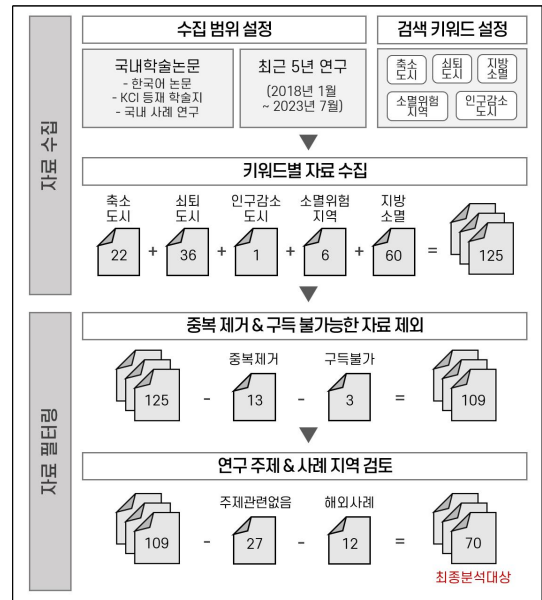 수집 범위 설정
검색 키워드 설정
국내학술논문
- 한국어 논문
- KCI 등재 학술지
- 국내 사례 연구
최근 5년 연구
(2018년 1월
~ 2023년 7월)
축소
도시
쇠퇴
도시
지방
소멸
소멸위험
지역
인구감소
도시
자료 수집
키워드별 자료 수집
축소
도시
쇠퇴
도시
인구감소
도시
소멸위험
지역
지방
소멸
22 + 36 + 1 + 6 + 60 = 125
자료 필터링
중복 제거 & 구득 불가능한 자료 제외
중복제거
구득불가
125 - 13 - 3 = 109
연구 주제 & 사례 지역 검토
주제관련없음
해외사례
109 - 27 - 12 = 70
최종분석대상